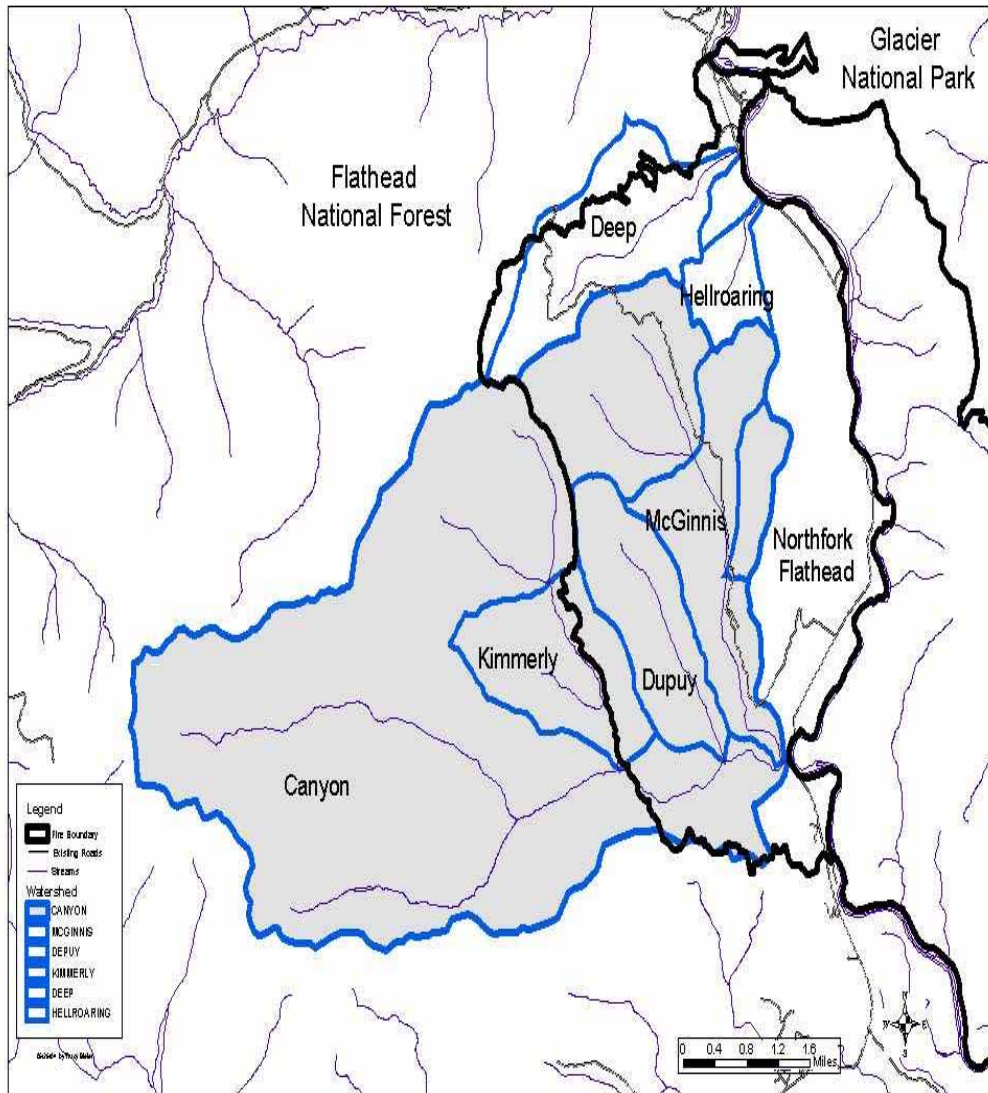 Glacier
National Park
Flathead
National Forest
Deep
Hellroaring
McGinnis
Northfork
Flathead
Kimmerly
Dupuy
Canyon
Legend
Fire Boundary
Existing Roads
Streams
Watershed
CANYON
MCGINNIS
DEPUY
KIMMERLY
DEEP
HELLROARING
0 0.4 0.8 1.2 1.6
Miles
N
W E
S